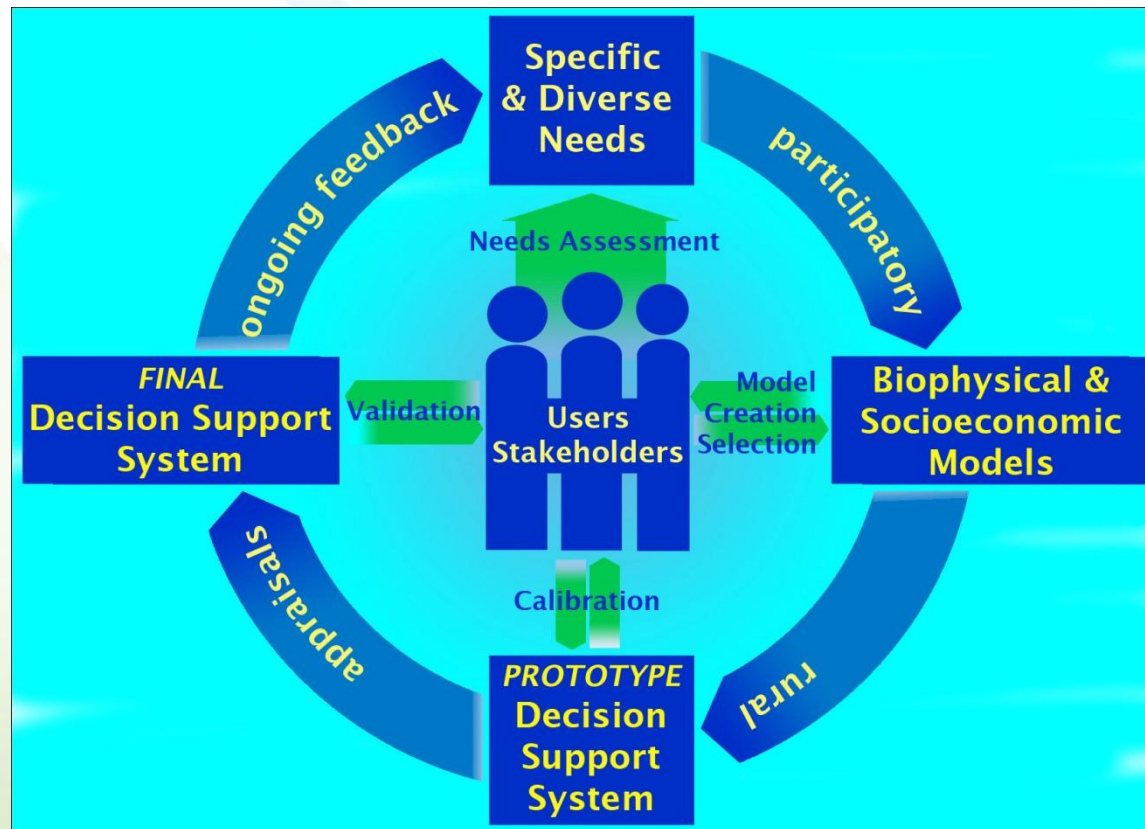 Specific
& Diverse
Needs
ongoing feedback
participatory
Needs Assessment
FINAL
Decision Support
System
Validation
Users
Stakeholders
Model
Creation
Selection
Biophysical &
Socioeconomic
Models
appraisals
Calibration
rural
PROTOTYPE
Decision
Support
System